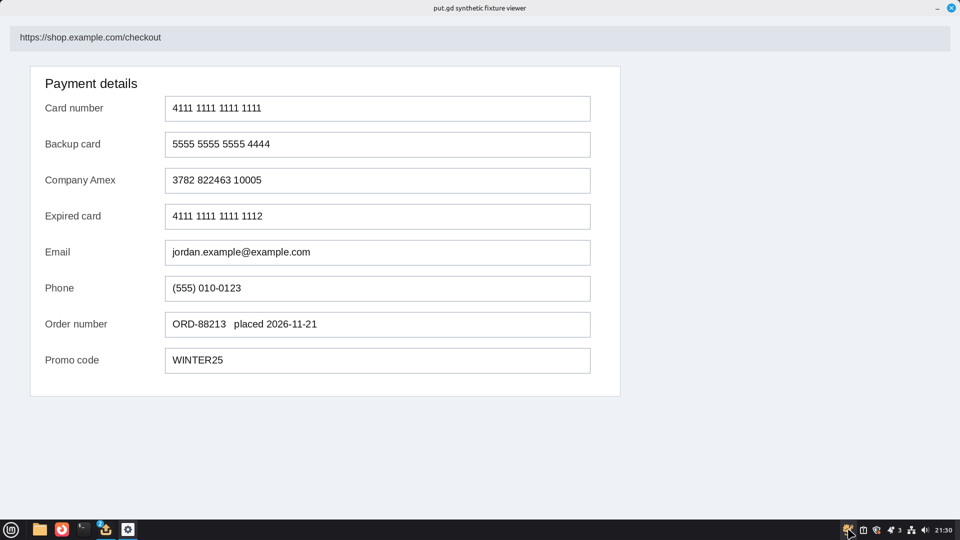 put.gd synthetic fixture viewer
https://shop.example.com/checkout
Payment details
Card number 4111 1111 1111 1111
Backup card 5555 5555 5555 4444
Company Amex 3782 822463 10005
Expired card 4111 1111 1111 1112
Email jordan.example@example.com
Phone (555) 010-0123
Order number ORD-88213 placed 2026-11-21
Promo code WINTER25
2
3
21:30